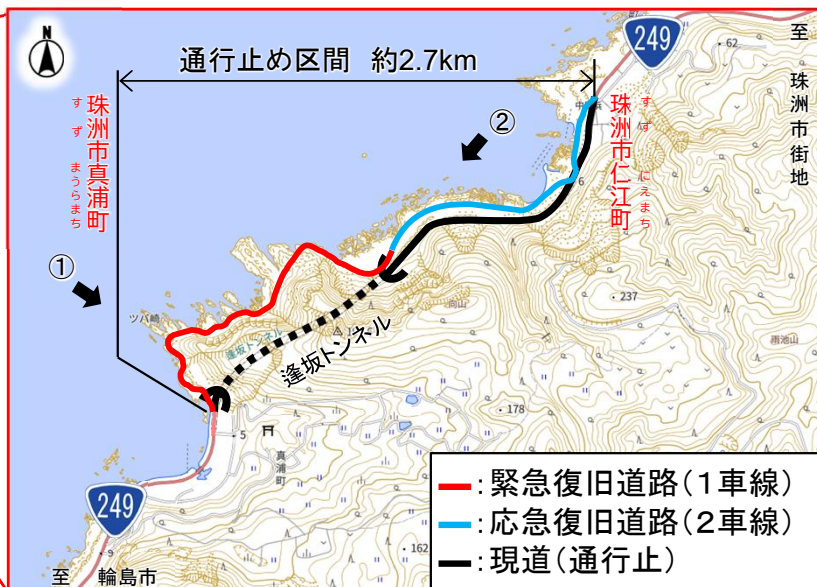 N
通行止め区間 約2.7km
249
62
至 珠洲市街地
珠洲市真浦町
すず まうらまち
珠洲市仁江町
すず にえまち
②
6
①
ツバ崎
向山
237
雨池山
逢坂トンネル
逢坂トンネル
178
5
真浦町
249
9
162
至 輪島市
：緊急復旧道路（１車線）
：応急復旧道路（２車線）
：現道（通行止）